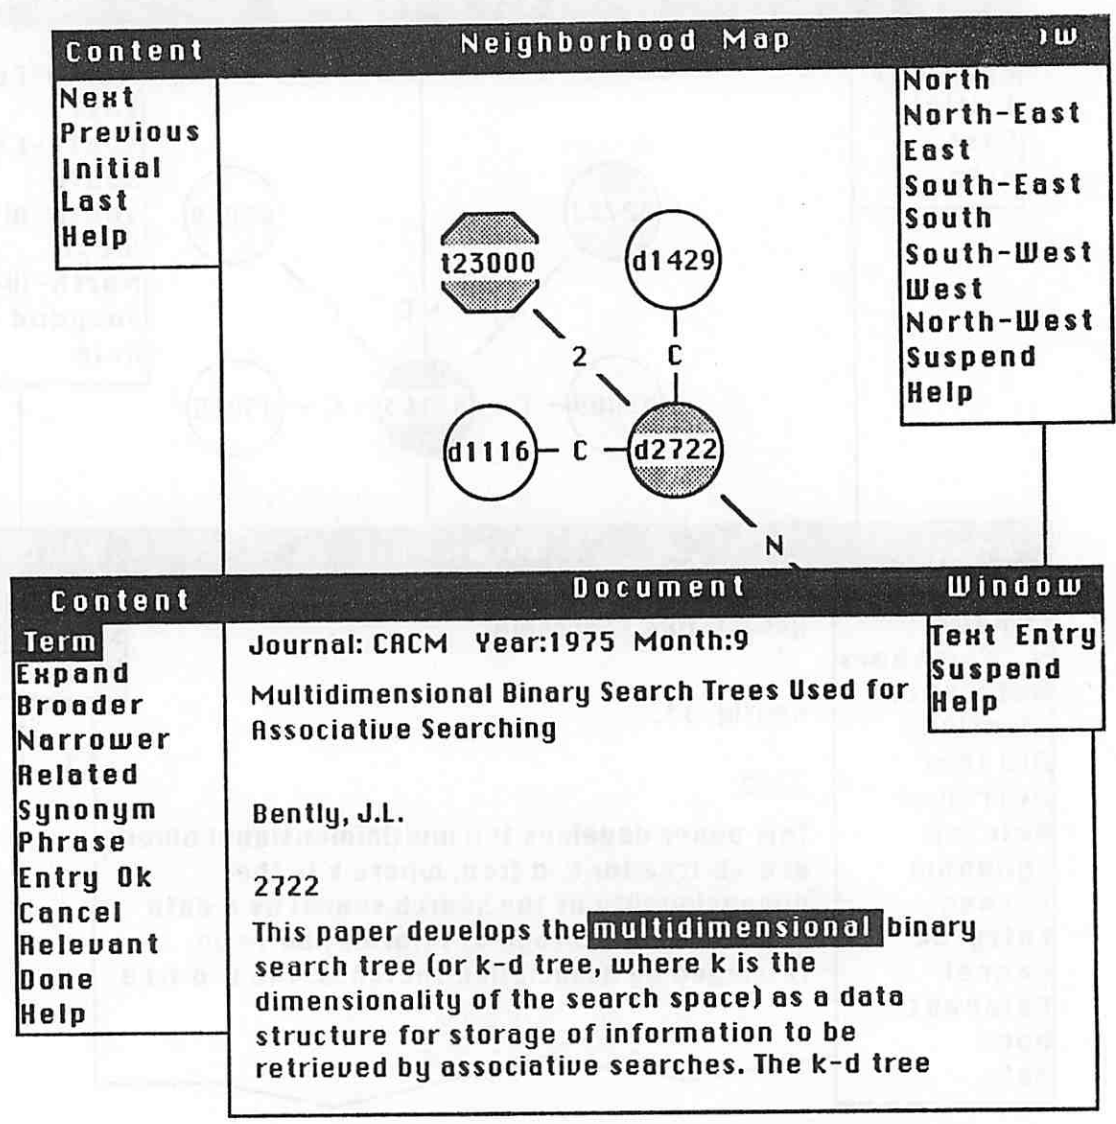 Content
Neighborhood Map
w
Next
Previous
Initial
Last
Help
North
North-East
East
South-East
South
South-West
West
North-West
Suspend
Help
t23000
d1429
2
C
d1116
C
d2722
N
Content
Document
Window
Term
Expand
Broader
Narrower
Related
Synonym
Phrase
Entry Ok
Cancel
Relevant
Done
Help
Text Entry
Suspend
Help
Journal: CACM Year:1975 Month:9
Multidimensional Binary Search Trees Used for
Associative Searching
Bently, J.L.
2722
This paper develops the multidimensional binary
search tree (or k-d tree, where k is the
dimensionality of the search space) as a data
structure for storage of information to be
retrieved by associative searches. The k-d tree